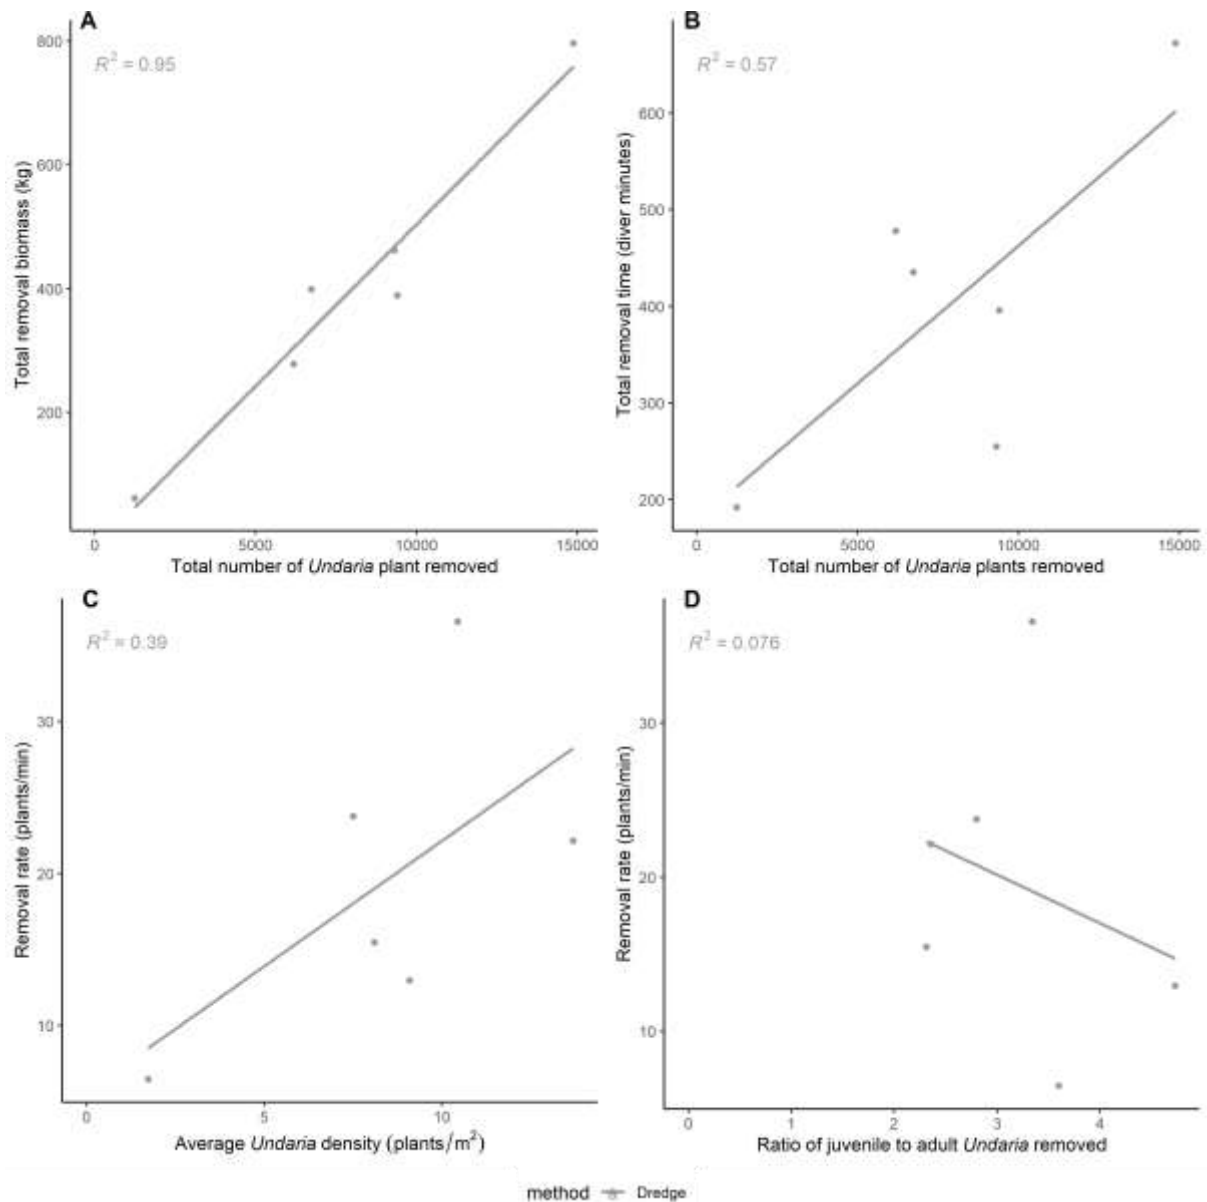 A
B
R² = 0.95
R² = 0.57
800
600
400
200
Total removal biomass (kg)
0
5000
10000
15000
Total number of Undaria plant removed
600
500
400
300
200
Total removal time (diver minutes)
0
5000
10000
15000
Total number of Undaria plants removed
C
D
R² = 0.39
R² = 0.076
30
20
10
Removal rate (plants/min)
0
5
10
Average Undaria density (plants/m²)
30
20
10
Removal rate (plants/min)
0
1
2
3
4
Ratio of juvenile to adult Undaria removed
method Dredge